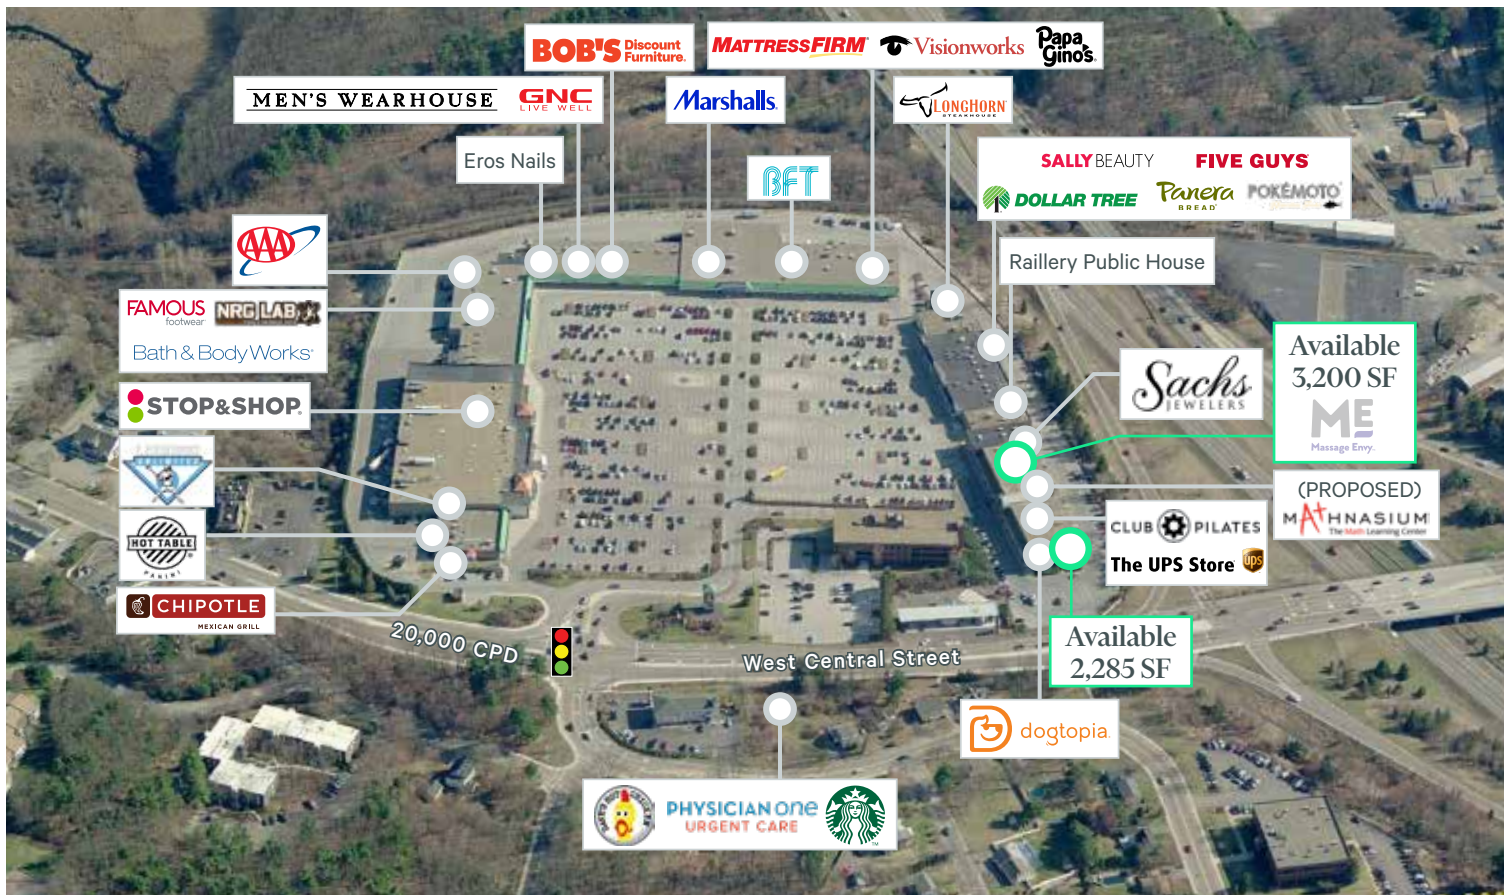 BOB'S Discount Furniture.
MATTRESSFIRM
Visionworks
Papa Gino's
MEN'S WEARHOUSE
GNC
LIVE WELL
Marshalls
LONGHORN
STEAKHOUSE
Eros Nails
BFT
SALLY BEAUTY
FIVE GUYS
DOLLAR TREE
Panera
BREAD
POKÉMOTO
AAA
Raillery Public House
FAMOUS
footwear
NRG LAB
Bath & Body Works
Available
3,200 SF
ME
Massage Envy.
Sachs
JEWELERS
STOP&SHOP
(PROPOSED)
MATHNASIUM
The Math Learning Center
HOT TABLE
PANINI
CLUB PILATES
The UPS Store
ups
CHIPOTLE
MEXICAN GRILL
20,000 CPD
West Central Street
Available
2,285 SF
dogtopia
PHYSICIAN ONE
URGENT CARE